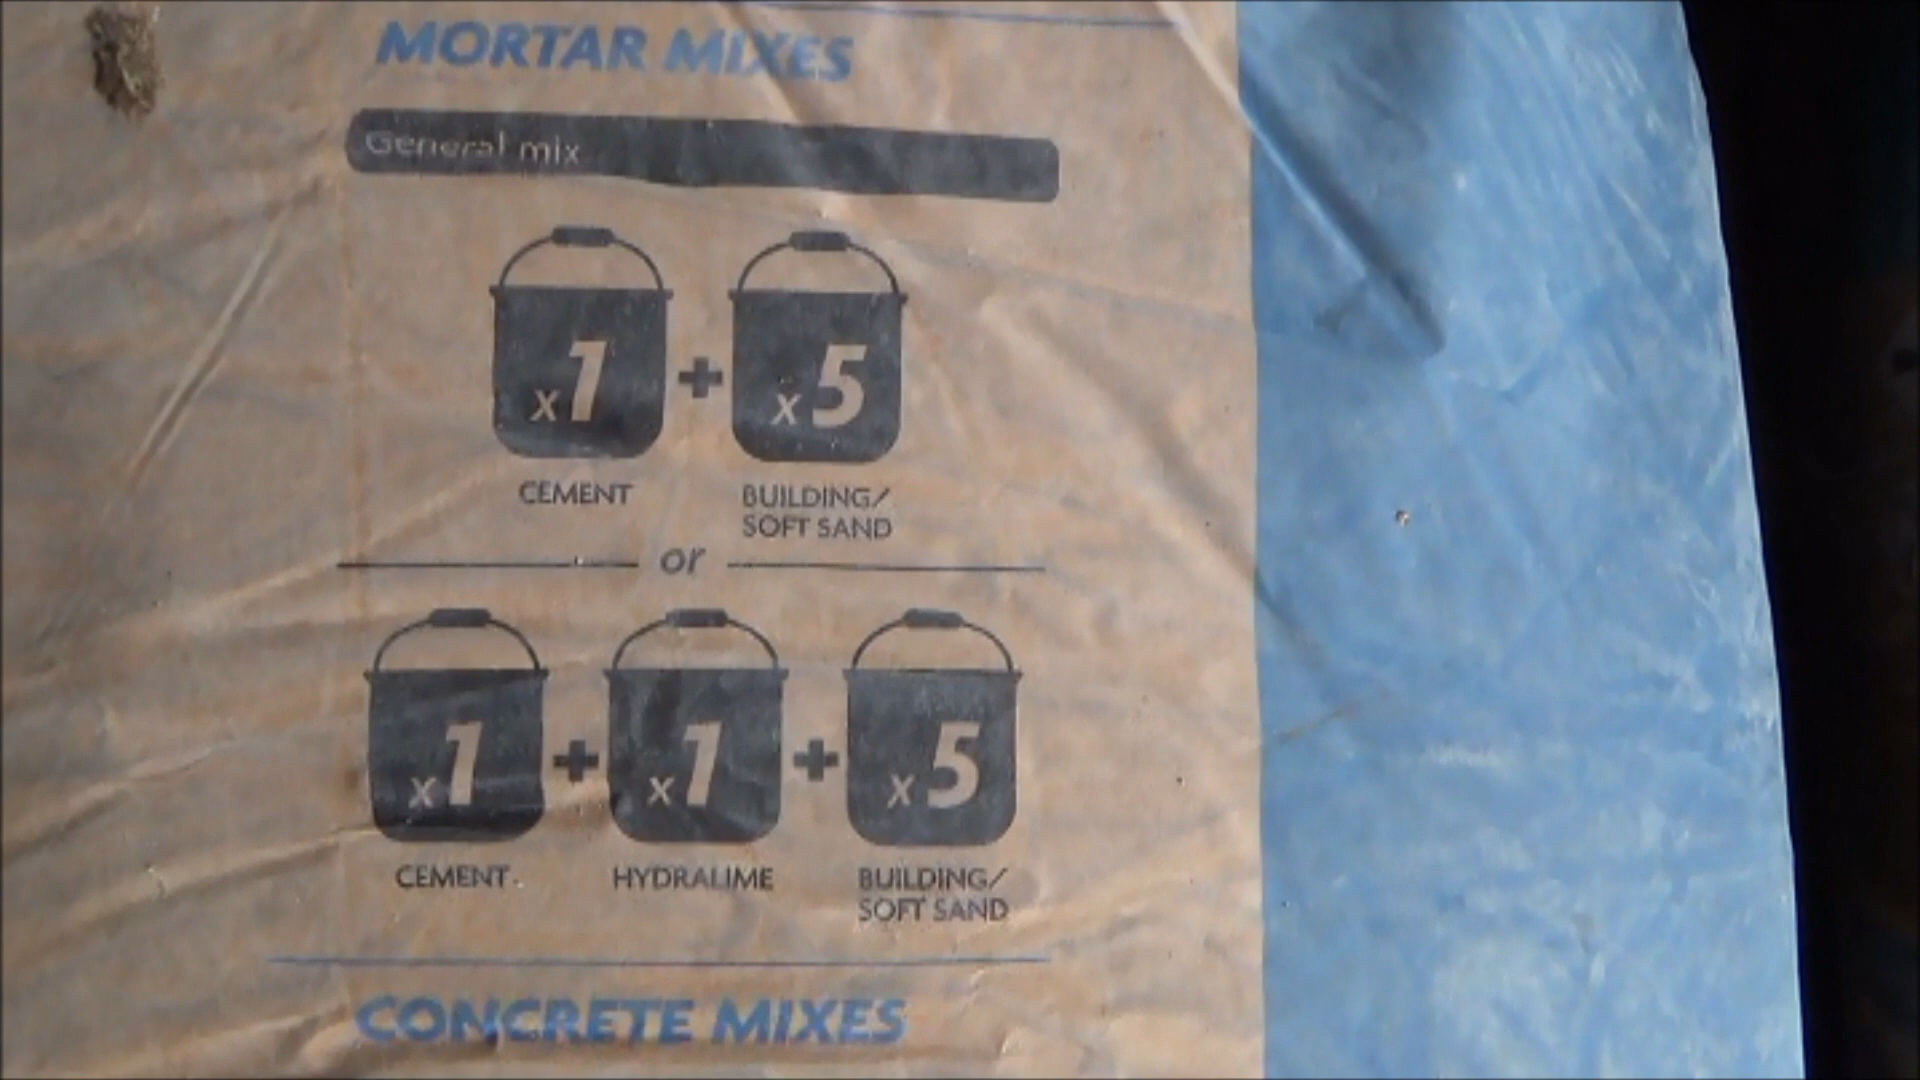 MORTAR MIXES
General mix
x1 + x5
CEMENT BUILDING/
SOFT SAND
or
x1 + x1 + x5
CEMENT HYDRALIME BUILDING/
SOFT SAND
CONCRETE MIXES